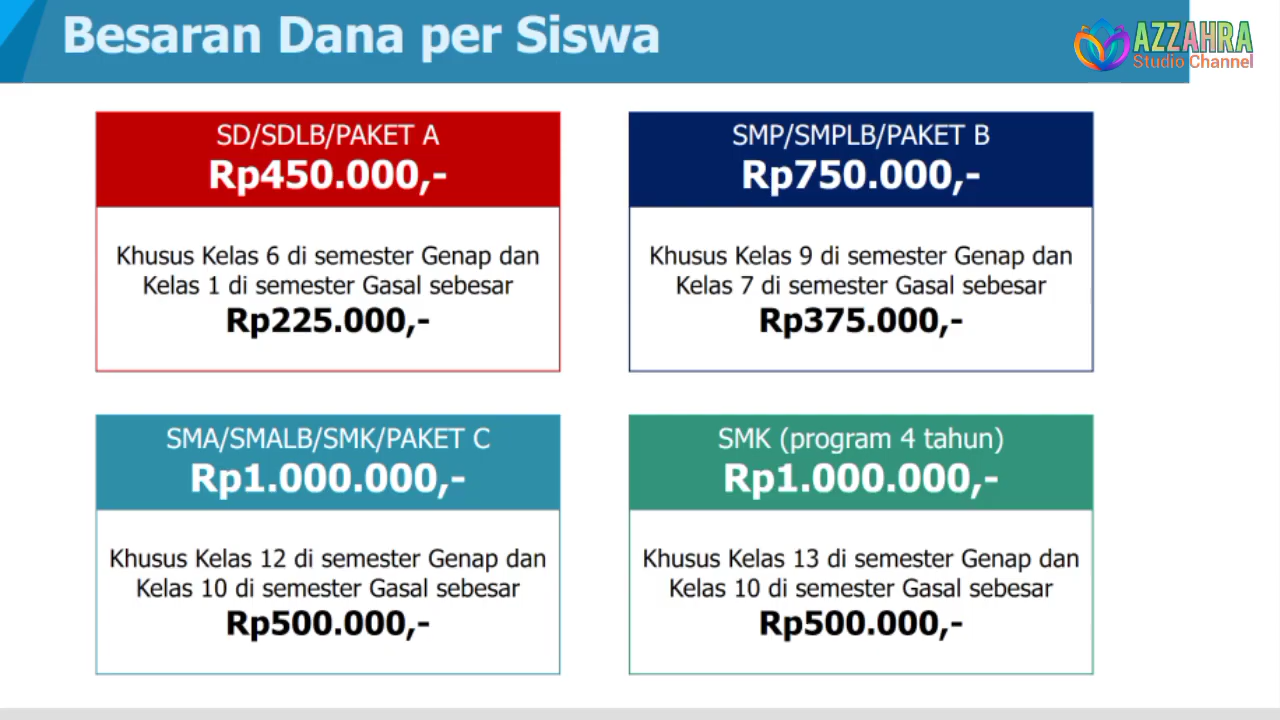 Besaran Dana per Siswa
AZZAHRA
Studio Channel
SD/SDLB/PAKET A
Rp450.000,-
Khusus Kelas 6 di semester Genap dan
Kelas 1 di semester Gasal sebesar
Rp225.000,-
SMP/SMPLB/PAKET B
Rp750.000,-
Khusus Kelas 9 di semester Genap dan
Kelas 7 di semester Gasal sebesar
Rp375.000,-
SMA/SMALB/SMK/PAKET C
Rp1.000.000,-
Khusus Kelas 12 di semester Genap dan
Kelas 10 di semester Gasal sebesar
Rp500.000,-
SMK (program 4 tahun)
Rp1.000.000,-
Khusus Kelas 13 di semester Genap dan
Kelas 10 di semester Gasal sebesar
Rp500.000,-